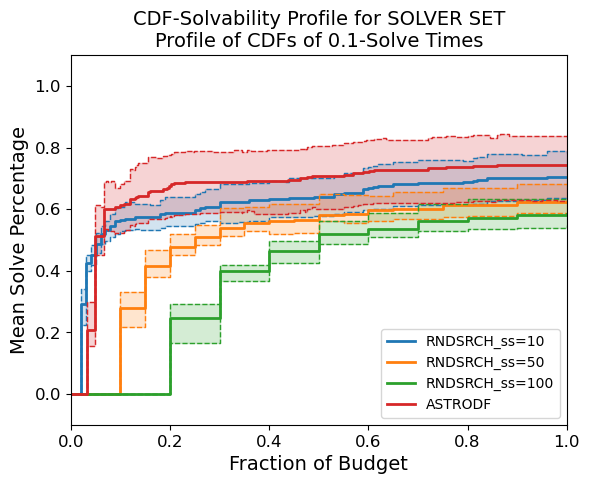 CDF-Solvability Profile for SOLVER SET
Profile of CDFs of 0.1-Solve Times
Mean Solve Percentage
1.0
0.8
0.6
0.4
0.2
0.0
RNDSRCH_ss=10
RNDSRCH_ss=50
RNDSRCH_ss=100
ASTRODF
0.0 0.2 0.4 0.6 0.8 1.0
Fraction of Budget